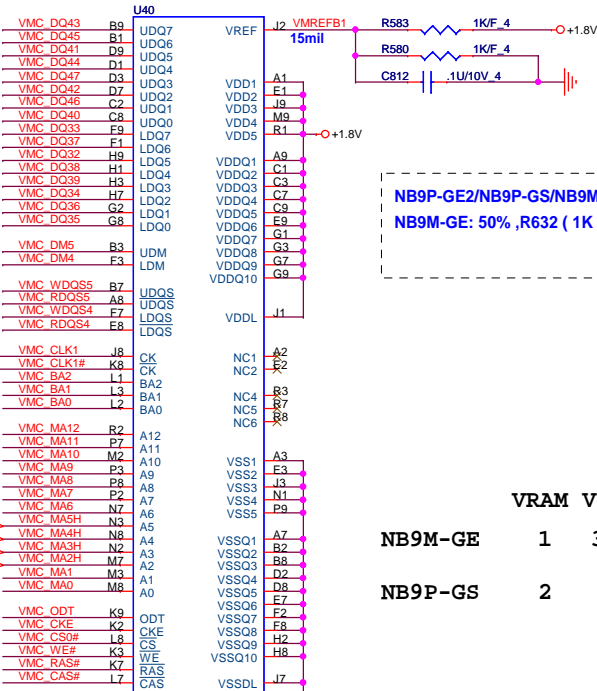 U40
VMC_DQ43 B9 UDQ7 VREF J2 VMREFB1 R583 1K/F_4 +1.8V
VMC_DQ45 B1 UDQ6 15mil
VMC_DQ41 D9 UDQ5 R580 1K/F_4
VMC_DQ44 D1 UDQ4
VMC_DQ47 D3 UDQ3 VDD1 A1 C812 .1U/10V_4
VMC_DQ42 D7 UDQ2 VDD2 E1
VMC_DQ46 C2 UDQ1 VDD3 J9
VMC_DQ40 C8 UDQ0 VDD4 M9
VMC_DQ33 F9 LDQ7 VDD5 R1 +1.8V
VMC_DQ37 F1 LDQ6
VMC_DQ32 H9 LDQ5 VDDQ1 A9
VMC_DQ38 H1 LDQ4 VDDQ2 C1
VMC_DQ39 H3 LDQ3 VDDQ3 C3
VMC_DQ34 H7 LDQ2 VDDQ4 C7
VMC_DQ36 G2 LDQ1 VDDQ5 C9
VMC_DQ35 G8 LDQ0 VDDQ6 E9
VDDQ7 G1
VMC_DM5 B3 UDM VDDQ8 G3
VMC_DM4 F3 LDM VDDQ9 G7
VDDQ10 G9
NB9P-GE2/NB9P-GS/NB9M
NB9M-GE: 50% ,R632 ( 1K
VMC_WDQS5 B7 UDQS
VMC_RDQS5 A8 UDQS
VMC_WDQS4 F7 LDQS VDDL J1
VMC_RDQS4 E8 LDQS
VMC_CLK1 J8 CK NC1 A2
VMC_CLK1# K8 CK NC2 E2
VMC_BA2 L1 BA2
VMC_BA1 L3 BA1 NC4 R3
VMC_BA0 L2 BA0 NC5 R7
NC6 R8
VMC_MA12 R2 A12
VMC_MA11 P7 A11
VMC_MA10 M2 A10 VSS1 A3
VMC_MA9 P3 A9 VSS2 E3
VMC_MA8 P8 A8 VSS3 J3
VMC_MA7 P2 A7 VSS4 N1
VMC_MA6 N7 A6 VSS5 P9
VMC_MA5H N3 A5
VMC_MA4H N8 A4 VSSQ1 A7
VMC_MA3H N2 A3 VSSQ2 B2
VMC_MA2H M7 A2 VSSQ3 B8
VMC_MA1 M3 A1 VSSQ4 D2
VMC_MA0 M8 A0 VSSQ5 D8
VSSQ6 E7
VMC_ODT K9 ODT VSSQ7 F2
VMC_CKE K2 CKE VSSQ8 F8
VMC_CS0# L8 CS VSSQ9 H2
VMC_WE# K3 WE VSSQ10 H8
VMC_RAS# K7 RAS
VMC_CAS# L7 CAS VSSDL J7
VRAM V
NB9M-GE 1 3
NB9P-GS 2